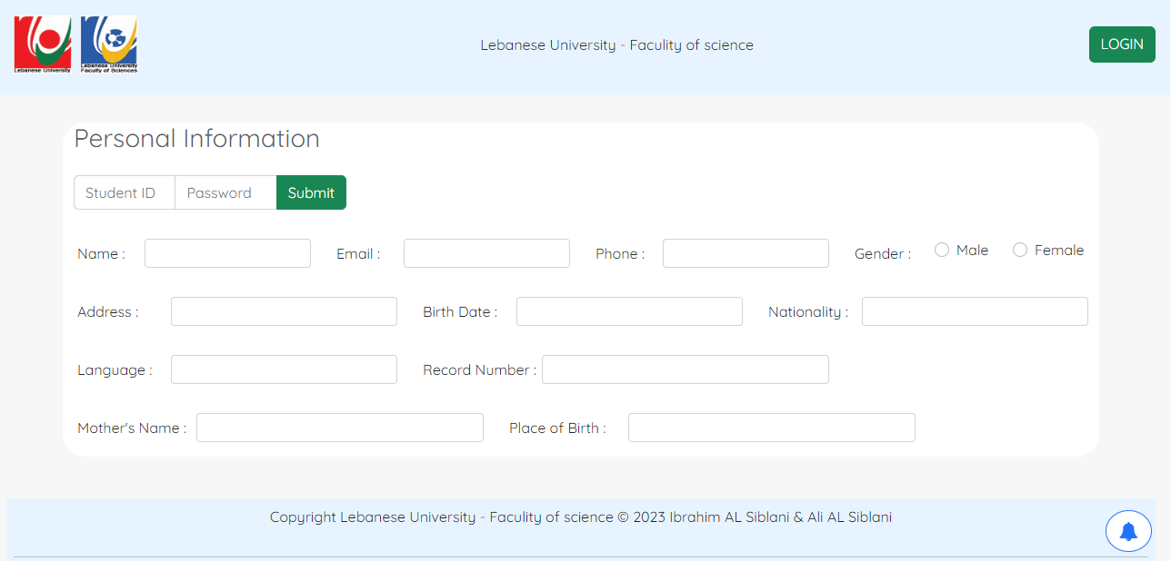 Lebanese University
Lebanese University
Faculty of Sciences
Lebanese University - Faculity of science
LOGIN
Personal Information
Student ID Password Submit
Name : Email : Phone : Gender : Male Female
Address : Birth Date : Nationality :
Language : Record Number :
Mother's Name : Place of Birth :
Copyright Lebanese University - Faculity of science © 2023 Ibrahim AL Siblani & Ali AL Siblani